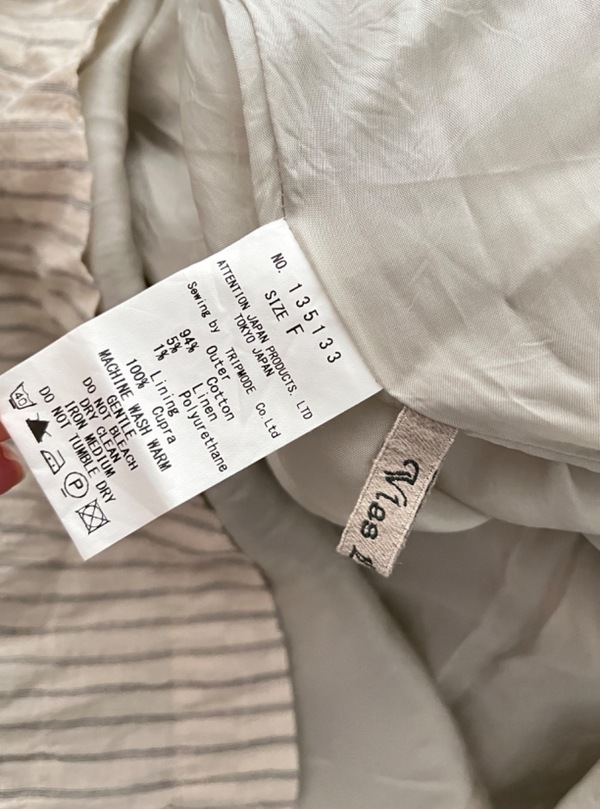 NO. 135133
SIZE F
ATTENTION JAPAN PRODUCTS. LTD
TOKYO JAPAN
Sewing by TRIPMODE Co Ltd
Outer
94% Cotton
5% Linen
1% Polyurethane
Lining
100% Cupra
MACHINE WASH WARM
GENTLE
DO NOT BLEACH
DRY CLEAN
IRON MEDIUM
DO NOT TUMBLE DRY
40
P
Vlas